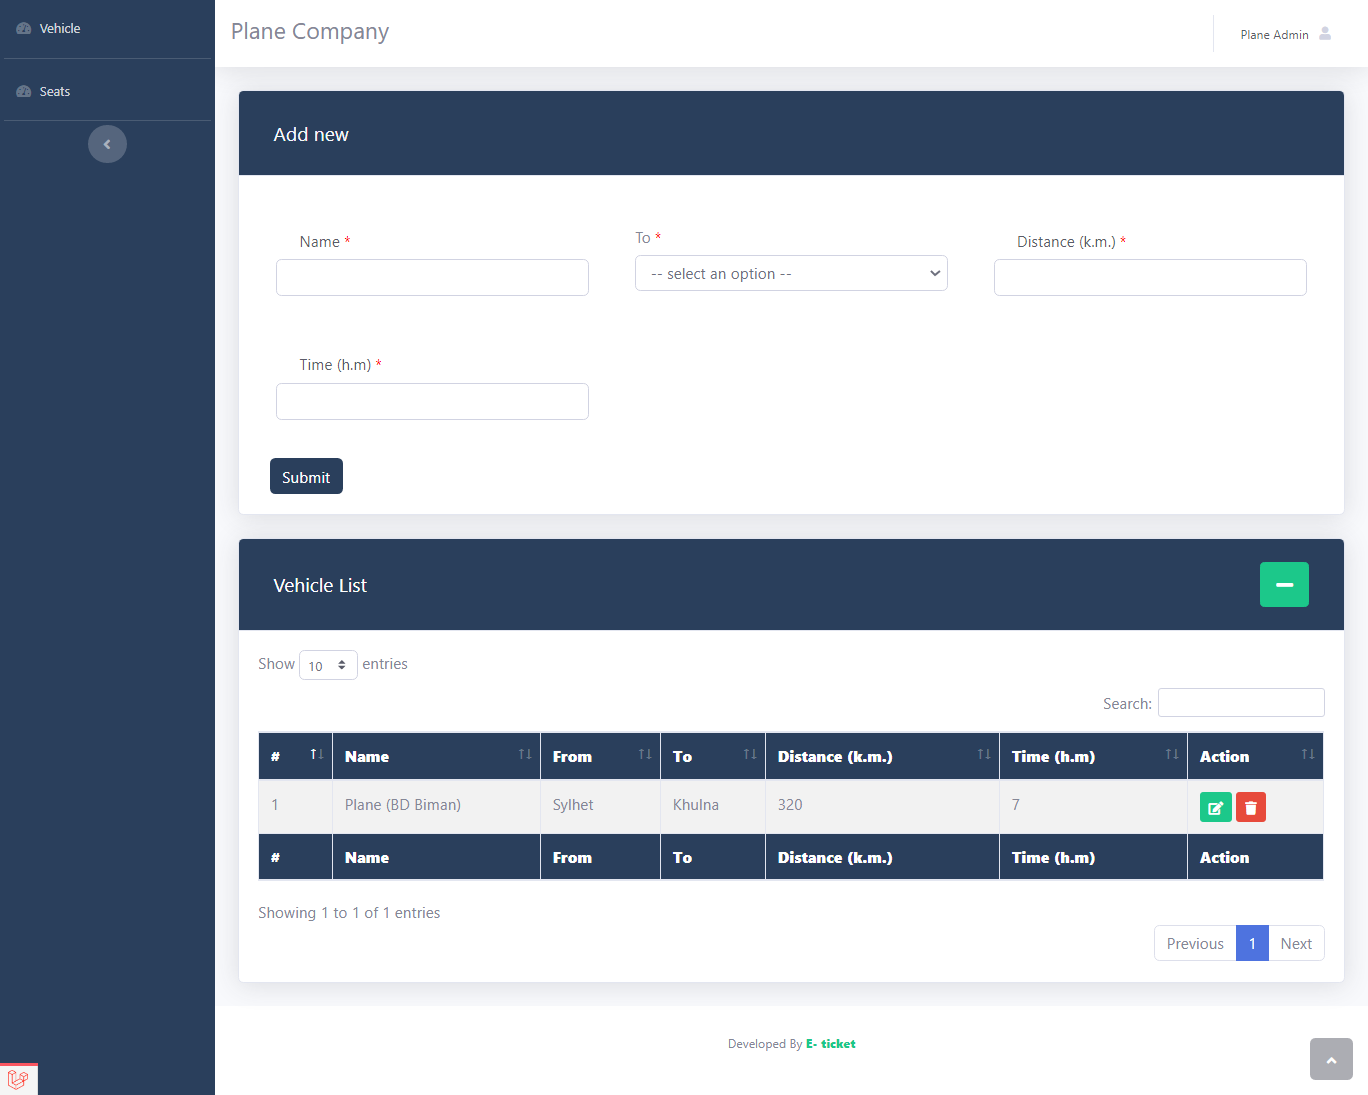 Vehicle
Seats
Plane Company
Plane Admin
Add new
Name *
To *
Distance (k.m.) *
-- select an option --
Time (h.m) *
Submit
Vehicle List
Show 10 entries
Search:
# Name From To Distance (k.m.) Time (h.m) Action
1 Plane (BD Biman) Sylhet Khulna 320 7
# Name From To Distance (k.m.) Time (h.m) Action
Showing 1 to 1 of 1 entries
Previous 1 Next
Developed By E- ticket